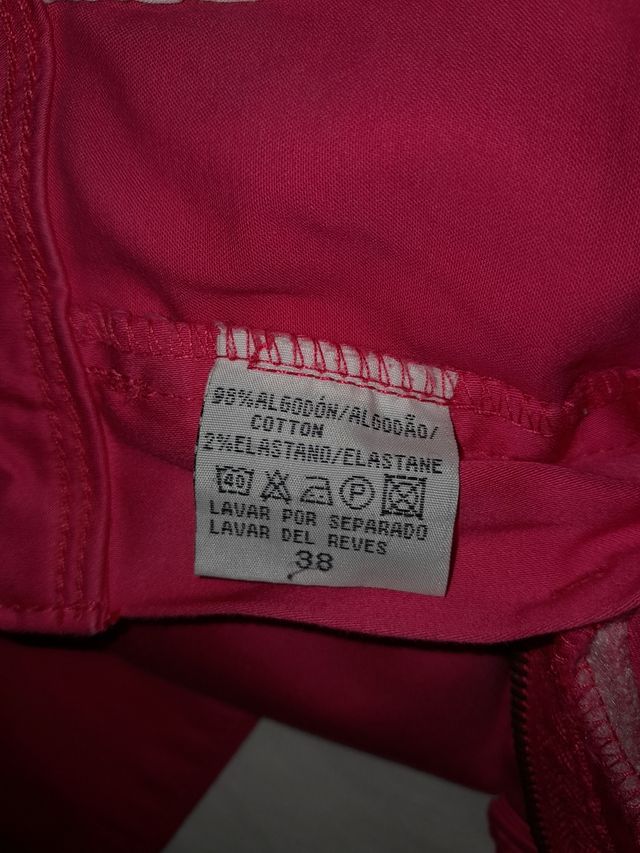 98%ALGODÓN/ALGODÃO/
COTTON
2%ELASTANO/ELASTANE
40 P
LAVAR POR SEPARADO
LAVAR DEL REVES
38